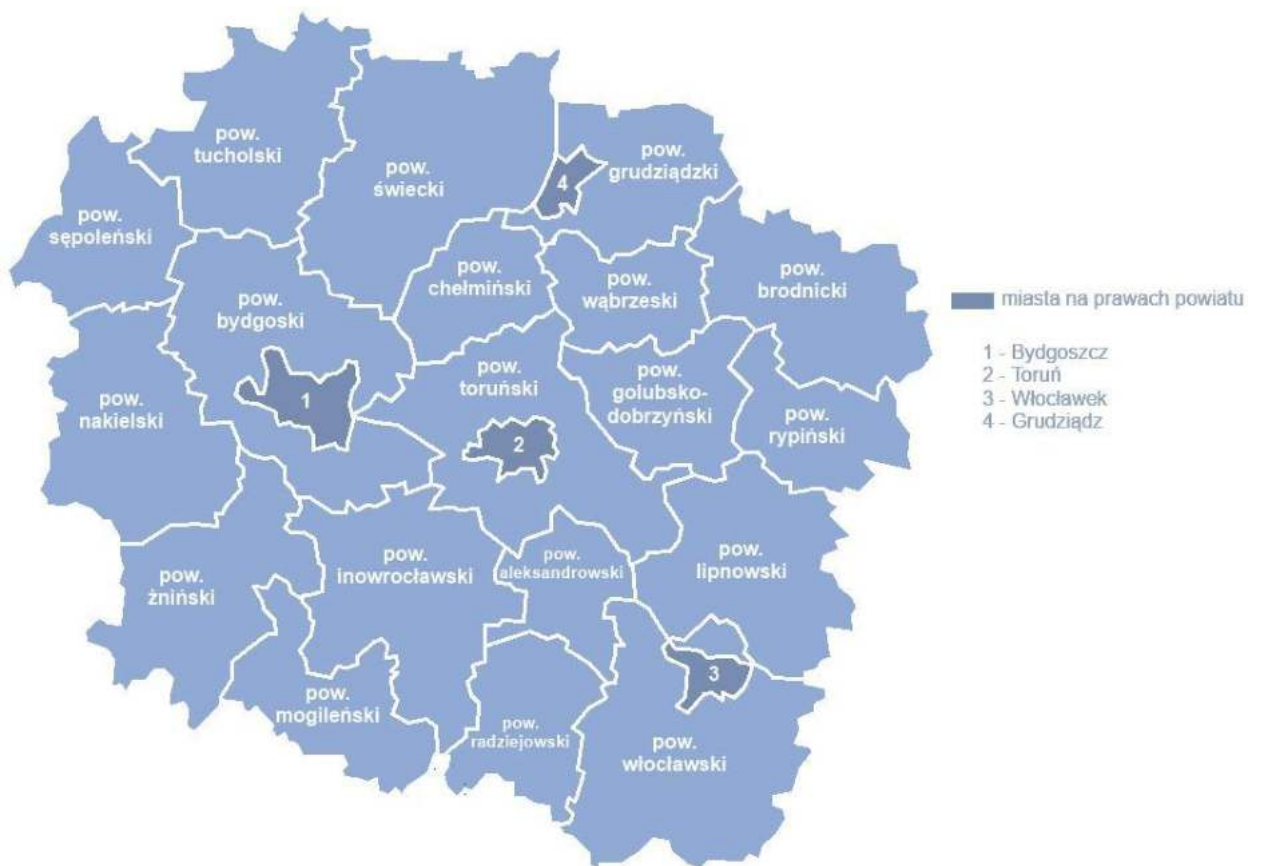 pow.
tucholski
pow.
świecki
pow.
grudziądzki
4
pow.
sępoleński
pow.
chełmiński
pow.
wąbrzeski
pow.
brodnicki
pow.
bydgoski
1
pow.
toruński
2
pow.
golubsko-
dobrzyński
pow.
rypiński
pow.
nakielski
pow.
żniński
pow.
inowrocławski
pow.
aleksandrowski
pow.
lipnowski
pow.
mogileński
pow.
radziejowski
3
pow.
włocławski
miasta na prawach powiatu
1 - Bydgoszcz
2 - Toruń
3 - Włocławek
4 - Grudziądz